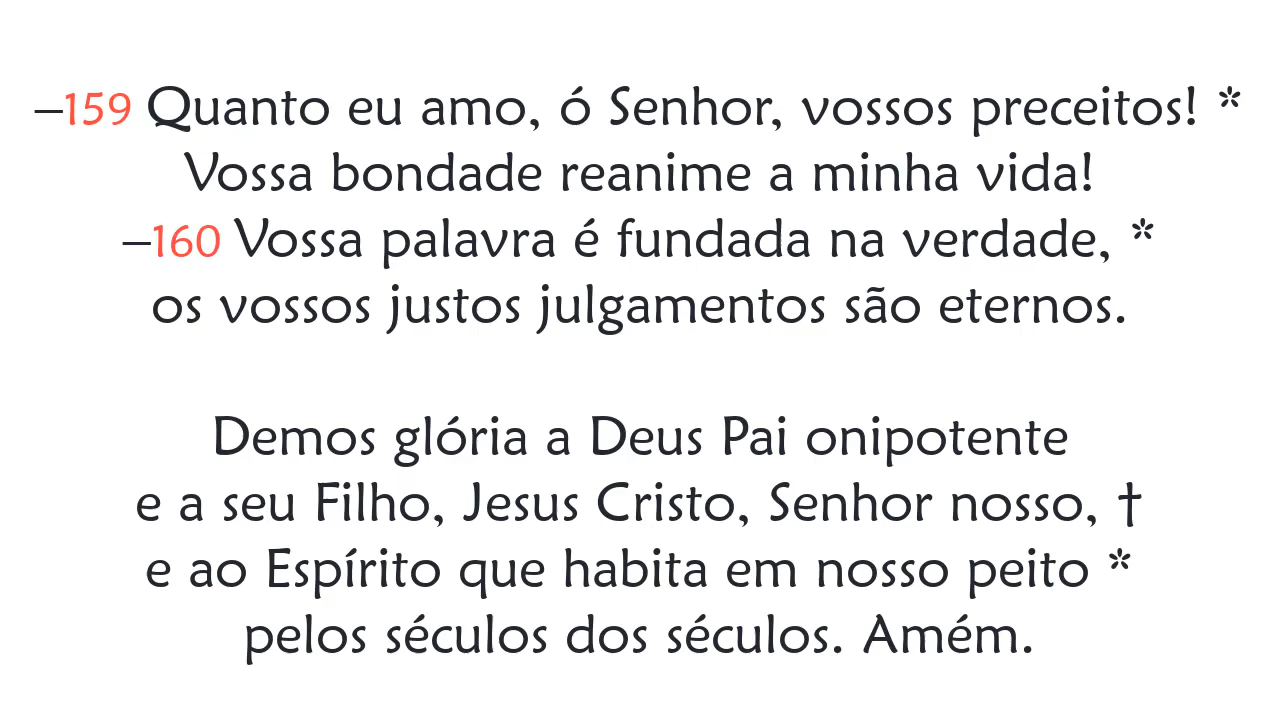 –159 Quanto eu amo, ó Senhor, vossos preceitos! *
Vossa bondade reanime a minha vida!
–160 Vossa palavra é fundada na verdade, *
os vossos justos julgamentos são eternos.
Demos glória a Deus Pai onipotente
e a seu Filho, Jesus Cristo, Senhor nosso, †
e ao Espírito que habita em nosso peito *
pelos séculos dos séculos. Amém.